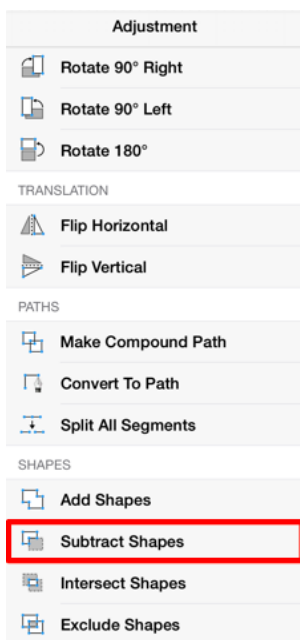 Adjustment
Rotate 90° Right
Rotate 90° Left
Rotate 180°
TRANSLATION
Flip Horizontal
Flip Vertical
PATHS
Make Compound Path
Convert To Path
Split All Segments
SHAPES
Add Shapes
Subtract Shapes
Intersect Shapes
Exclude Shapes